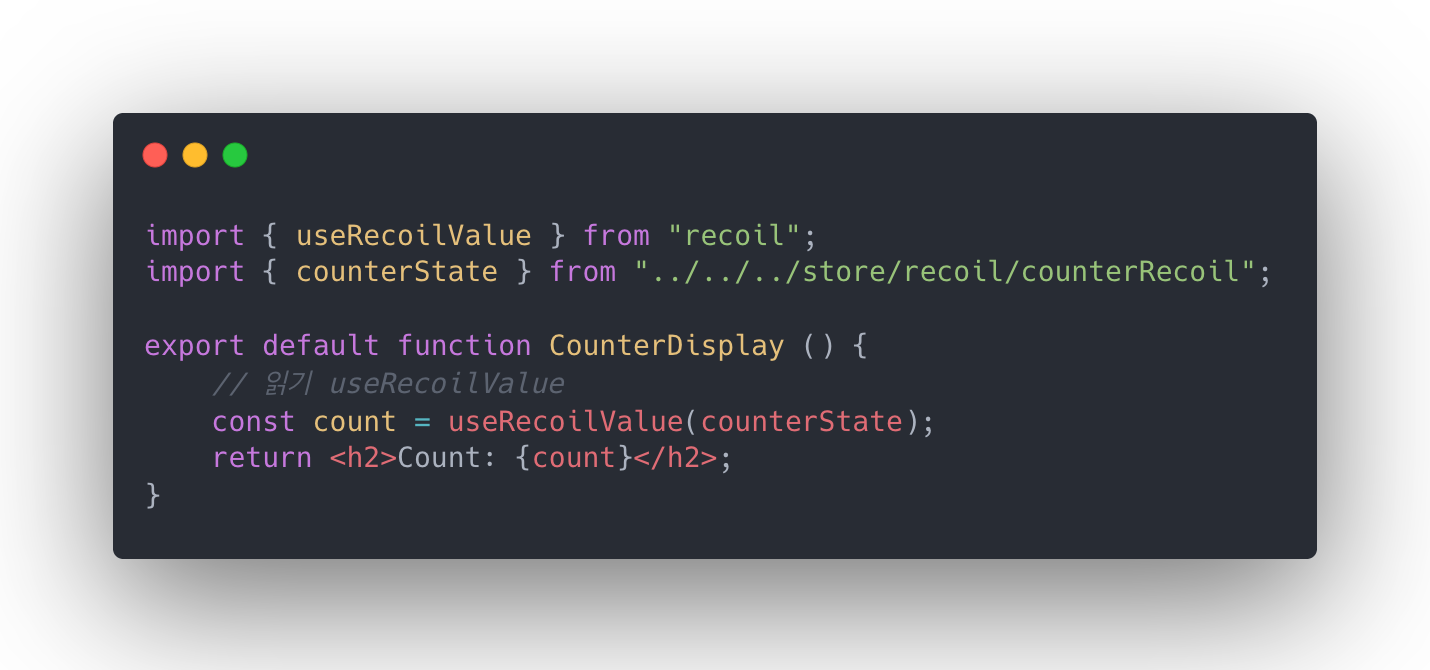 import { useRecoilValue } from "recoil";
import { counterState } from "../../../store/recoil/counterRecoil";
export default function CounterDisplay () {
    // 읽기 useRecoilValue
    const count = useRecoilValue(counterState);
    return <h2>Count: {count}</h2>;
}